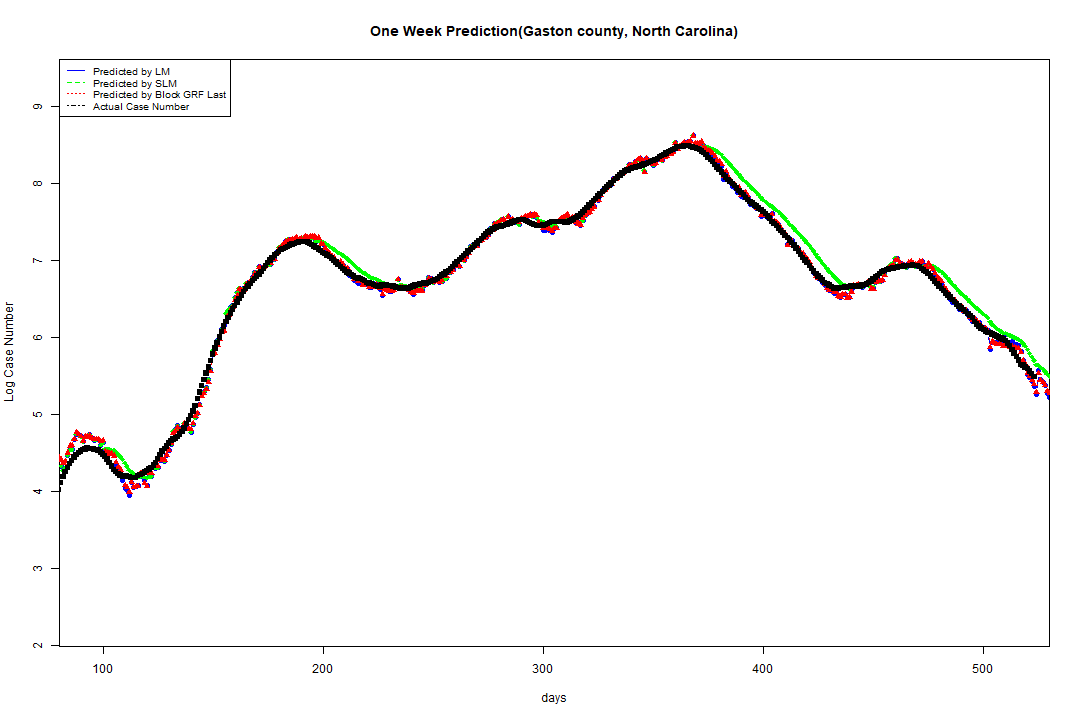 One Week Prediction(Gaston county, North Carolina)
Predicted by LM
Predicted by SLM
Predicted by Block GRF Last
Actual Case Number
Log Case Number
9
8
7
6
5
4
3
2
100 200 300 400 500
days